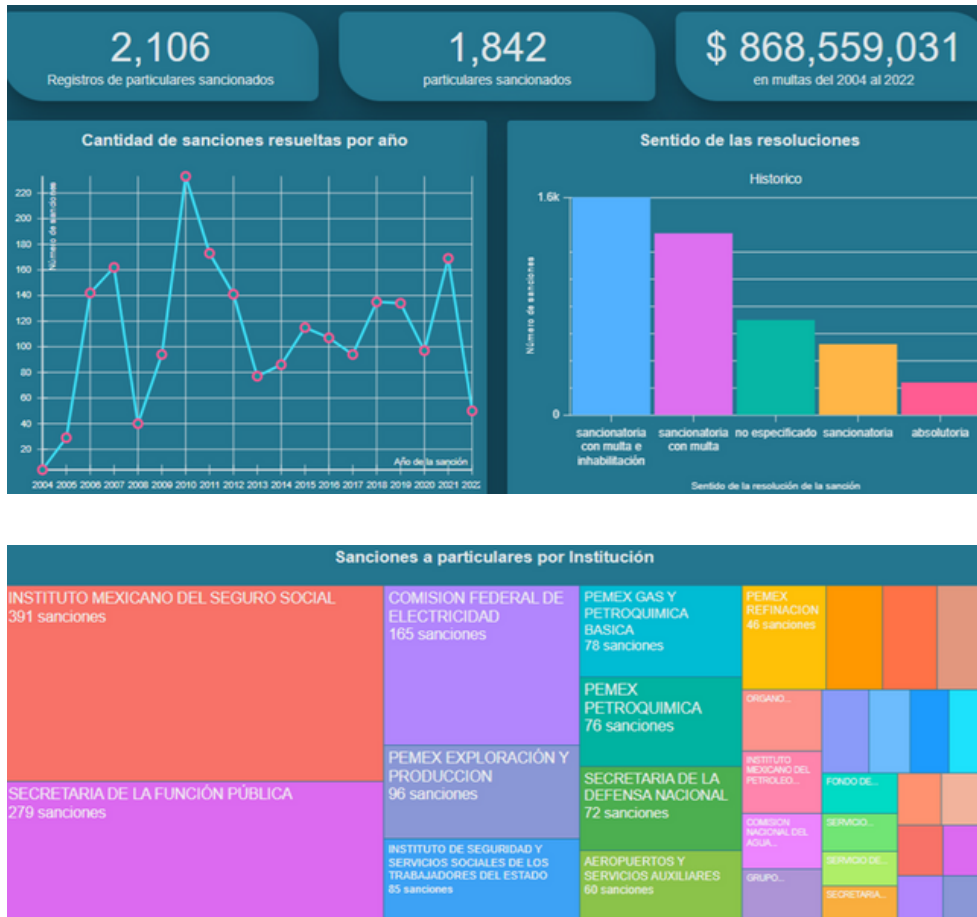 2,106
Registros de particulares sancionados
1,842
particulares sancionados
$ 868,559,031
en multas del 2004 al 2022
Cantidad de sanciones resueltas por año
Número de sanciones
220
200
180
160
140
120
100
80
60
40
20
Año de la sanción
2004 2005 2006 2007 2008 2009 2010 2011 2012 2013 2014 2015 2016 2017 2018 2019 2020 2021 2022
Sentido de las resoluciones
Historico
1.6k
Número de sanciones
0
sancionatoria con multa e inhabilitación
sancionatoria con multa
no especificado
sancionatoria
absolutoria
Sentido de la resolución de la sanción
Sanciones a particulares por Institución
INSTITUTO MEXICANO DEL SEGURO SOCIAL
391 sanciones
SECRETARIA DE LA FUNCIÓN PÚBLICA
279 sanciones
COMISION FEDERAL DE
ELECTRICIDAD
165 sanciones
PEMEX EXPLORACIÓN Y
PRODUCCION
96 sanciones
INSTITUTO DE SEGURIDAD Y
SERVICIOS SOCIALES DE LOS
TRABAJADORES DEL ESTADO
85 sanciones
PEMEX GAS Y
PETROQUIMICA
BASICA
78 sanciones
PEMEX
PETROQUIMICA
76 sanciones
SECRETARIA DE LA
DEFENSA NACIONAL
72 sanciones
AEROPUERTOS Y
SERVICIOS AUXILIARES
60 sanciones
PEMEX
REFINACION
46 sanciones
ORGANO...
INSTITUTO
MEXICANO DEL
PETROLEO...
COMISION
NACIONAL DEL
AGUA...
GRUPO...
FONDO DE...
SERVICIO...
SERVICIO DE...
SECRETARIA...